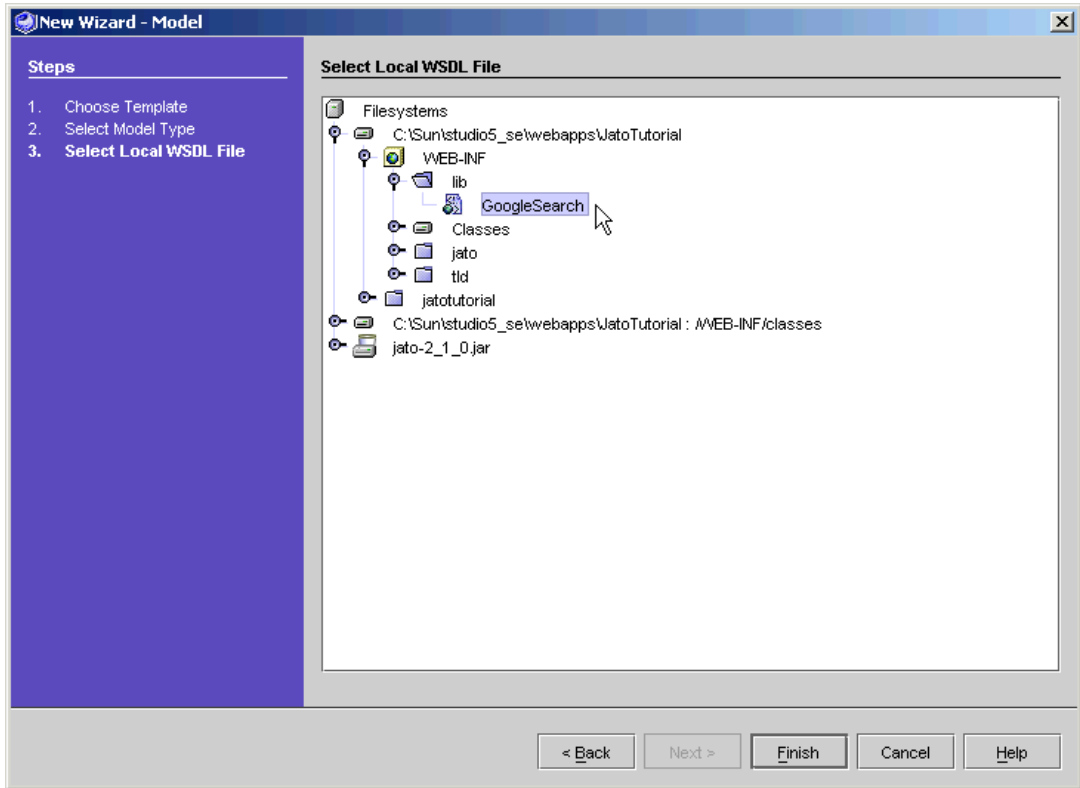 New Wizard - Model
Steps
1. Choose Template
2. Select Model Type
3. Select Local WSDL File
Select Local WSDL File
Filesystems
C:\Sun\studio5_se\webapps\JatoTutorial
WEB-INF
lib
GoogleSearch
Classes
jato
tld
jatotutorial
C:\Sun\studio5_se\webapps\JatoTutorial : /WEB-INF/classes
jato-2_1_0.jar
< Back
Next >
Finish
Cancel
Help